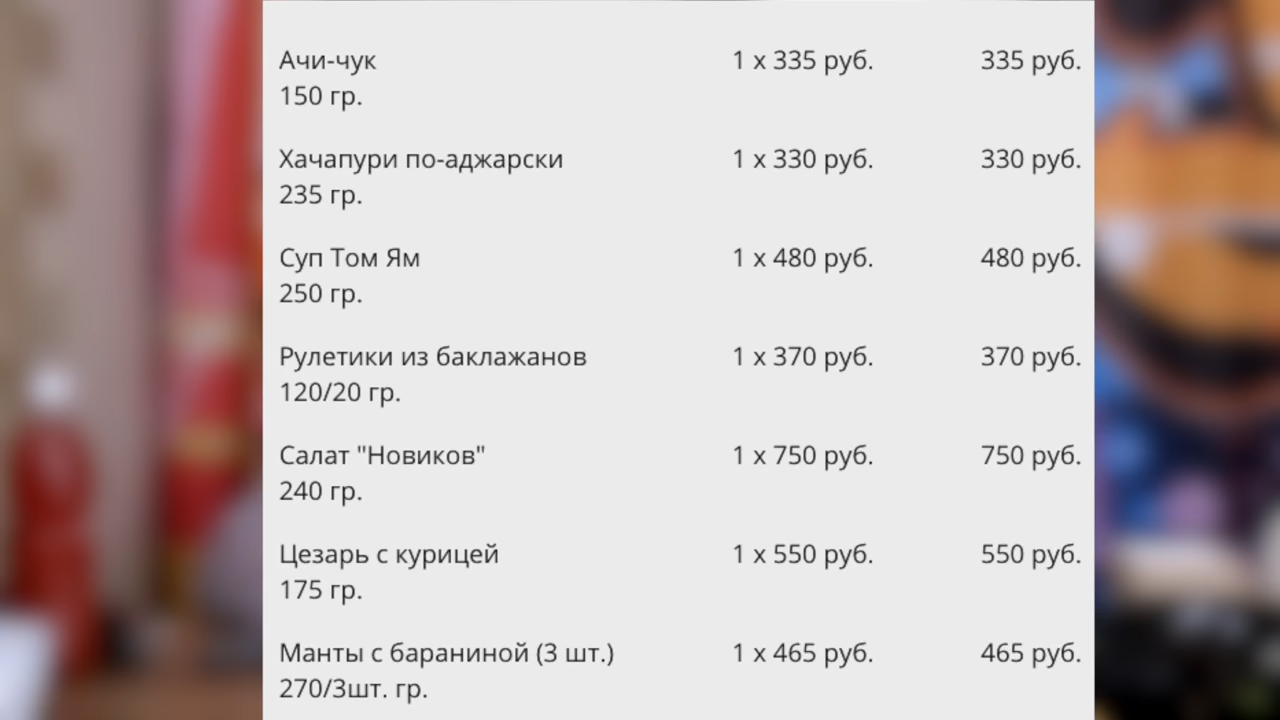 Ачи-чук 1 x 335 руб. 335 руб.
150 гр.
Хачапури по-аджарски 1 x 330 руб. 330 руб.
235 гр.
Суп Том Ям 1 x 480 руб. 480 руб.
250 гр.
Рулетики из баклажанов 1 x 370 руб. 370 руб.
120/20 гр.
Салат "Новиков" 1 x 750 руб. 750 руб.
240 гр.
Цезарь с курицей 1 x 550 руб. 550 руб.
175 гр.
Манты с бараниной (3 шт.) 1 x 465 руб. 465 руб.
270/3шт. гр.